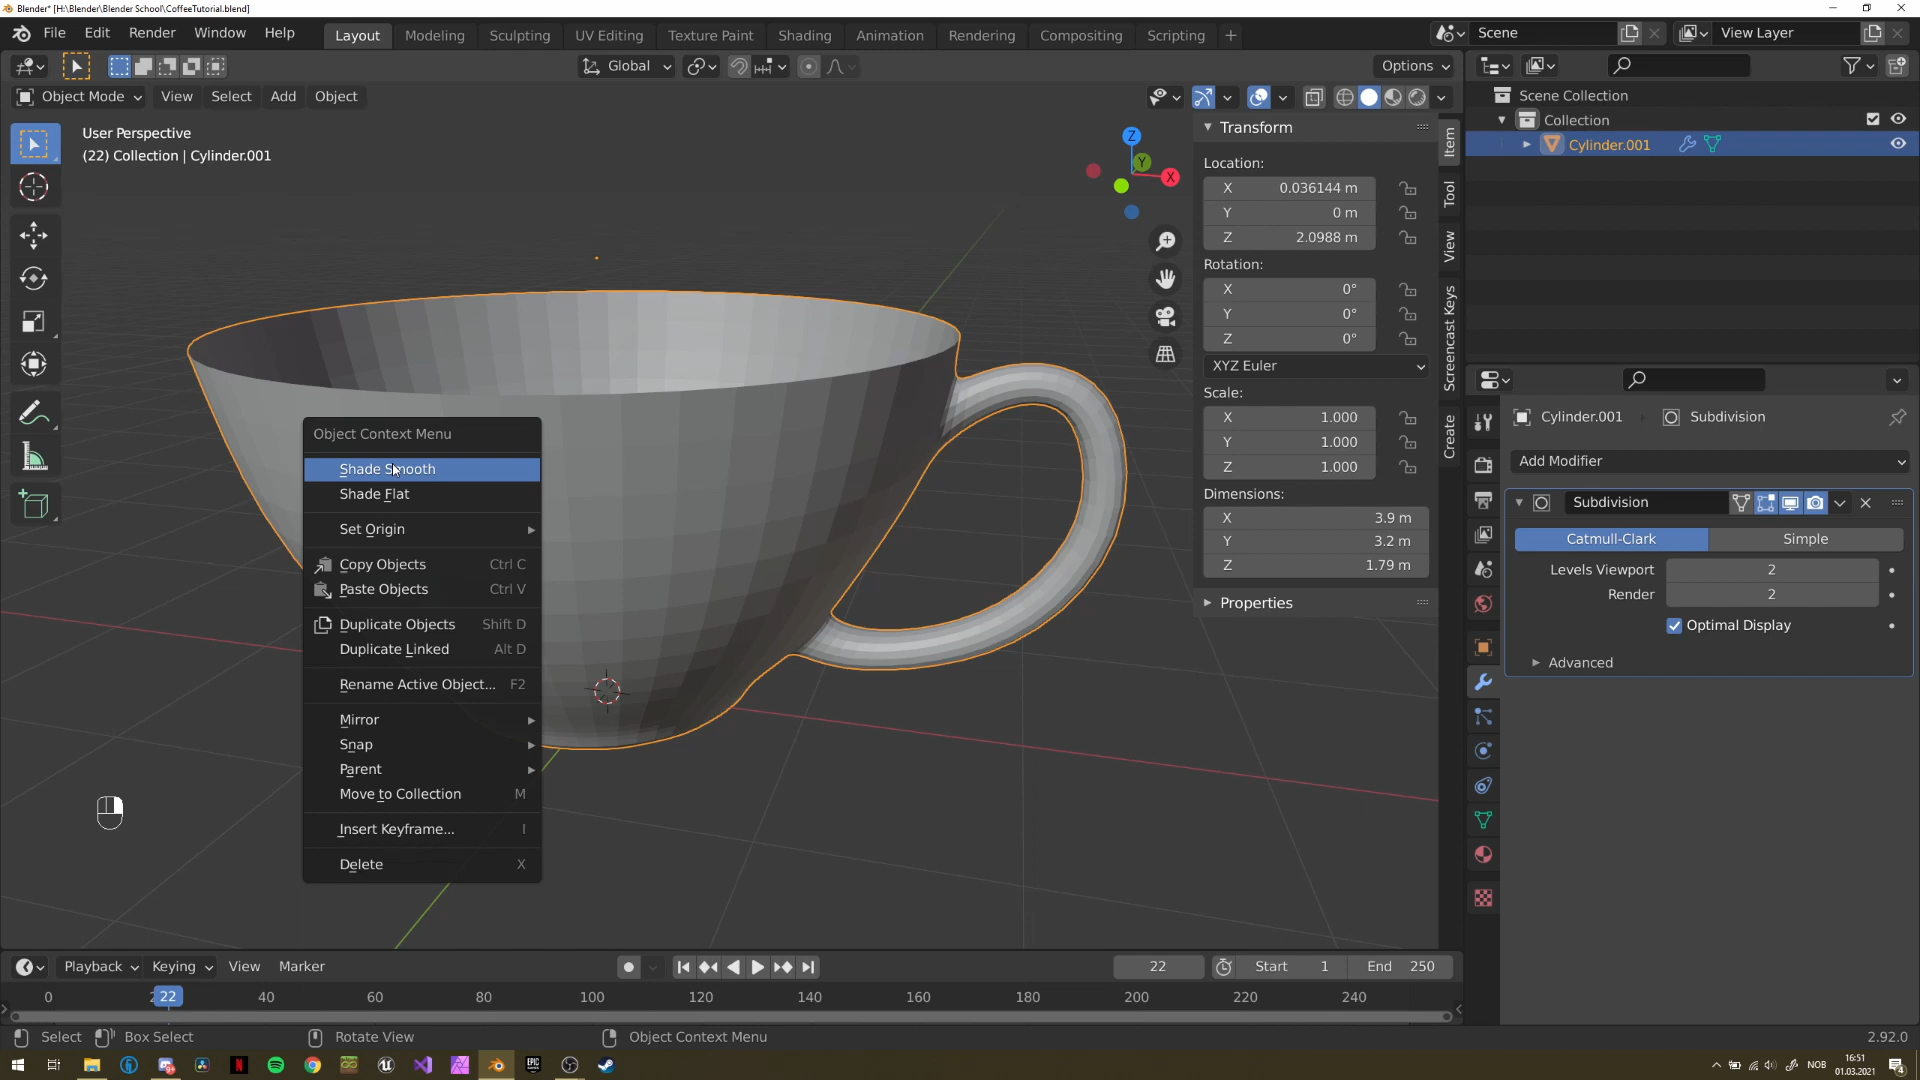 Blender* [H:\Blender\Blender School\CoffeeTutorial.blend]
File Edit Render Window Help
Layout Modeling Sculpting UV Editing Texture Paint Shading Animation Rendering Compositing Scripting +
Scene
View Layer
Global
Options
Object Mode View Select Add Object
User Perspective
(22) Collection | Cylinder.001
Z
Y
X
Transform
Location:
X 0.036144 m
Y 0 m
Z 2.0988 m
Rotation:
X 0°
Y 0°
Z 0°
XYZ Euler
Scale:
X 1.000
Y 1.000
Z 1.000
Dimensions:
X 3.9 m
Y 3.2 m
Z 1.79 m
Properties
Item
Tool
View
Screencast Keys
Create
Object Context Menu
Shade Smooth
Shade Flat
Set Origin
Copy Objects Ctrl C
Paste Objects Ctrl V
Duplicate Objects Shift D
Duplicate Linked Alt D
Rename Active Object... F2
Mirror
Snap
Parent
Move to Collection M
Insert Keyframe... I
Delete X
Scene Collection
Collection
Cylinder.001
Cylinder.001 Subdivision
Add Modifier
Subdivision
Catmull-Clark Simple
Levels Viewport 2
Render 2
Optimal Display
Advanced
Playback Keying View Marker
22 Start 1 End 250
0 22 40 60 80 100 120 140 160 180 200 220 240
Select Box Select Rotate View Object Context Menu 2.92.0
NOB
16:51
01.03.2021